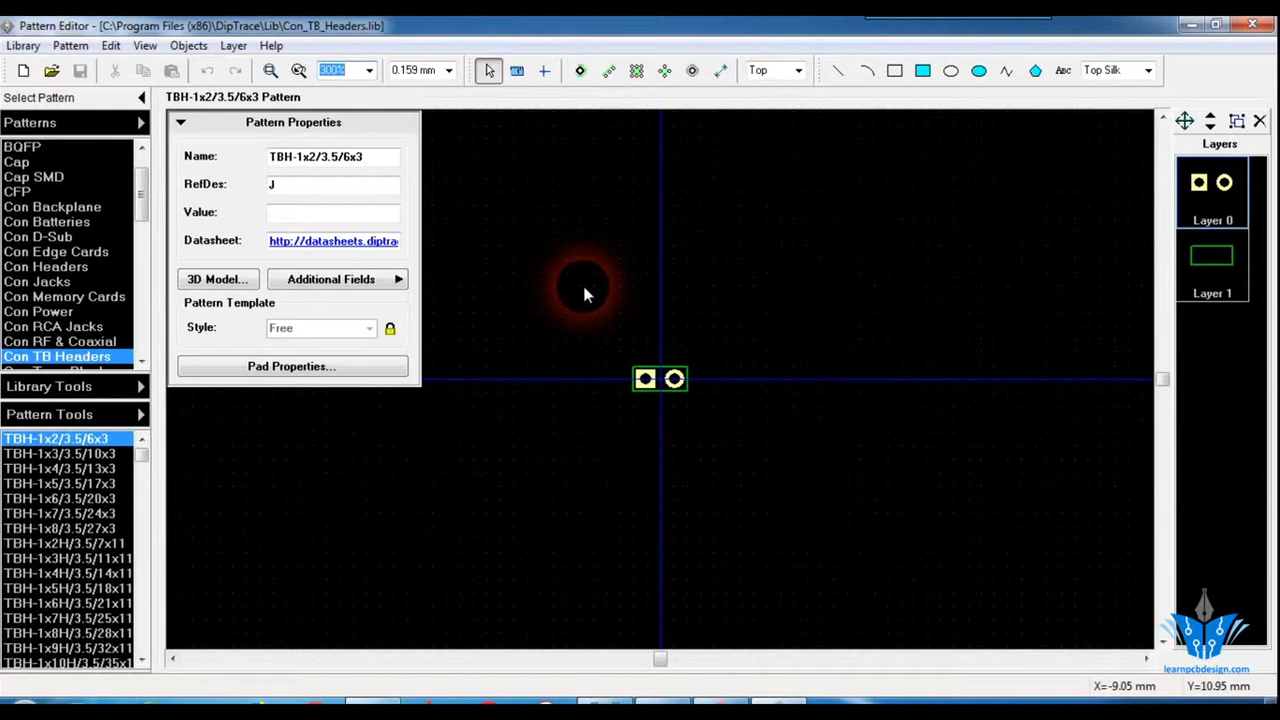 Pattern Editor - [C:\Program Files (x86)\DipTrace\Lib\Con_TB_Headers.lib]
Library Pattern Edit View Objects Layer Help
300% 0.159 mm Top Abc Top Silk
Select Pattern
TBH-1x2/3.5/6x3 Pattern
Patterns
BQFP
Cap
Cap SMD
CFP
Con Backplane
Con Batteries
Con D-Sub
Con Edge Cards
Con Headers
Con Jacks
Con Memory Cards
Con Power
Con RCA Jacks
Con RF & Coaxial
Con TB Headers
Library Tools
Pattern Tools
TBH-1x2/3.5/6x3
TBH-1x3/3.5/10x3
TBH-1x4/3.5/13x3
TBH-1x5/3.5/17x3
TBH-1x6/3.5/20x3
TBH-1x7/3.5/24x3
TBH-1x8/3.5/27x3
TBH-1x2H/3.5/7x11
TBH-1x3H/3.5/11x11
TBH-1x4H/3.5/14x11
TBH-1x5H/3.5/18x11
TBH-1x6H/3.5/21x11
TBH-1x7H/3.5/25x11
TBH-1x8H/3.5/28x11
TBH-1x9H/3.5/32x11
TBH-1x10H/3.5/35x1
Pattern Properties
Name: TBH-1x2/3.5/6x3
RefDes: J
Value:
Datasheet: http://datasheets.diptra
3D Model... Additional Fields
Pattern Template
Style: Free
Pad Properties...
Layers
Layer 0
Layer 1
learnpcbdesign.com
X=-9.05 mm Y=10.95 mm